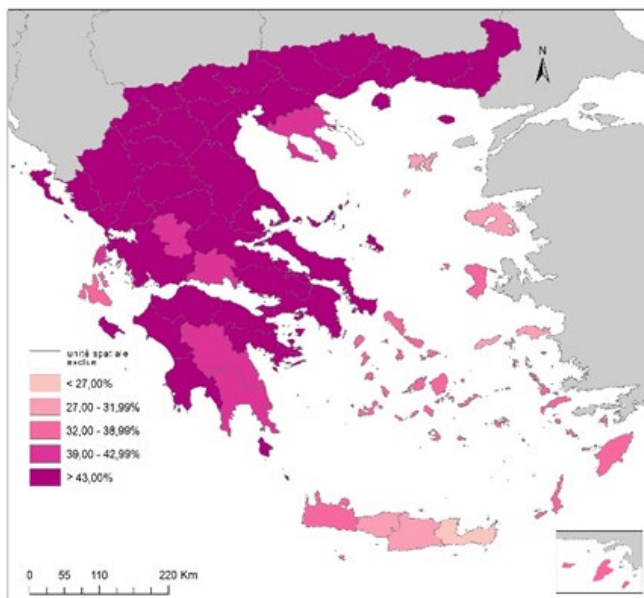 N
unité spatiale
exclue
< 27,00%
27,00 - 31,99%
32,00 - 38,99%
39,00 - 42,99%
> 43,00%
0 55 110 220 Km